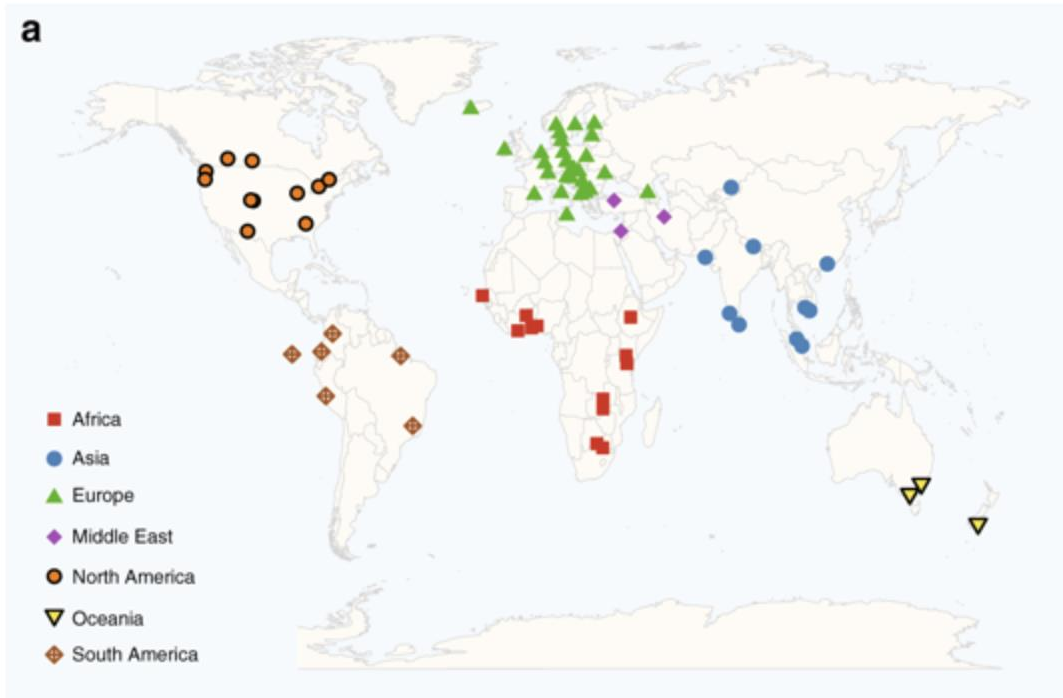 a
Africa
Asia
Europe
Middle East
North America
Oceania
South America